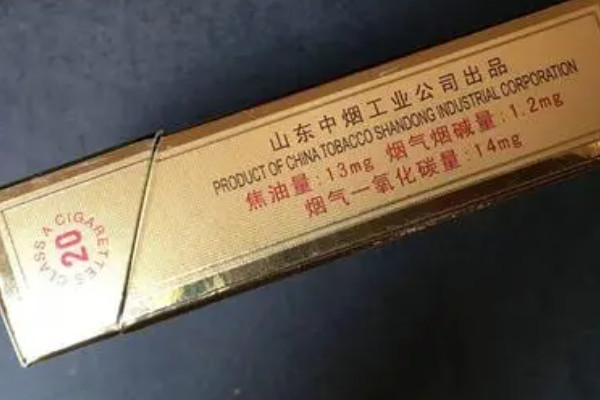 CLASS A CIGARETTES
20
山东中烟工业公司出品
PRODUCT OF CHINA TOBACCO SHANDONG INDUSTRIAL CORPORATION
焦油量:13mg 烟气烟碱量:1.2mg
烟气一氧化碳量:14mg